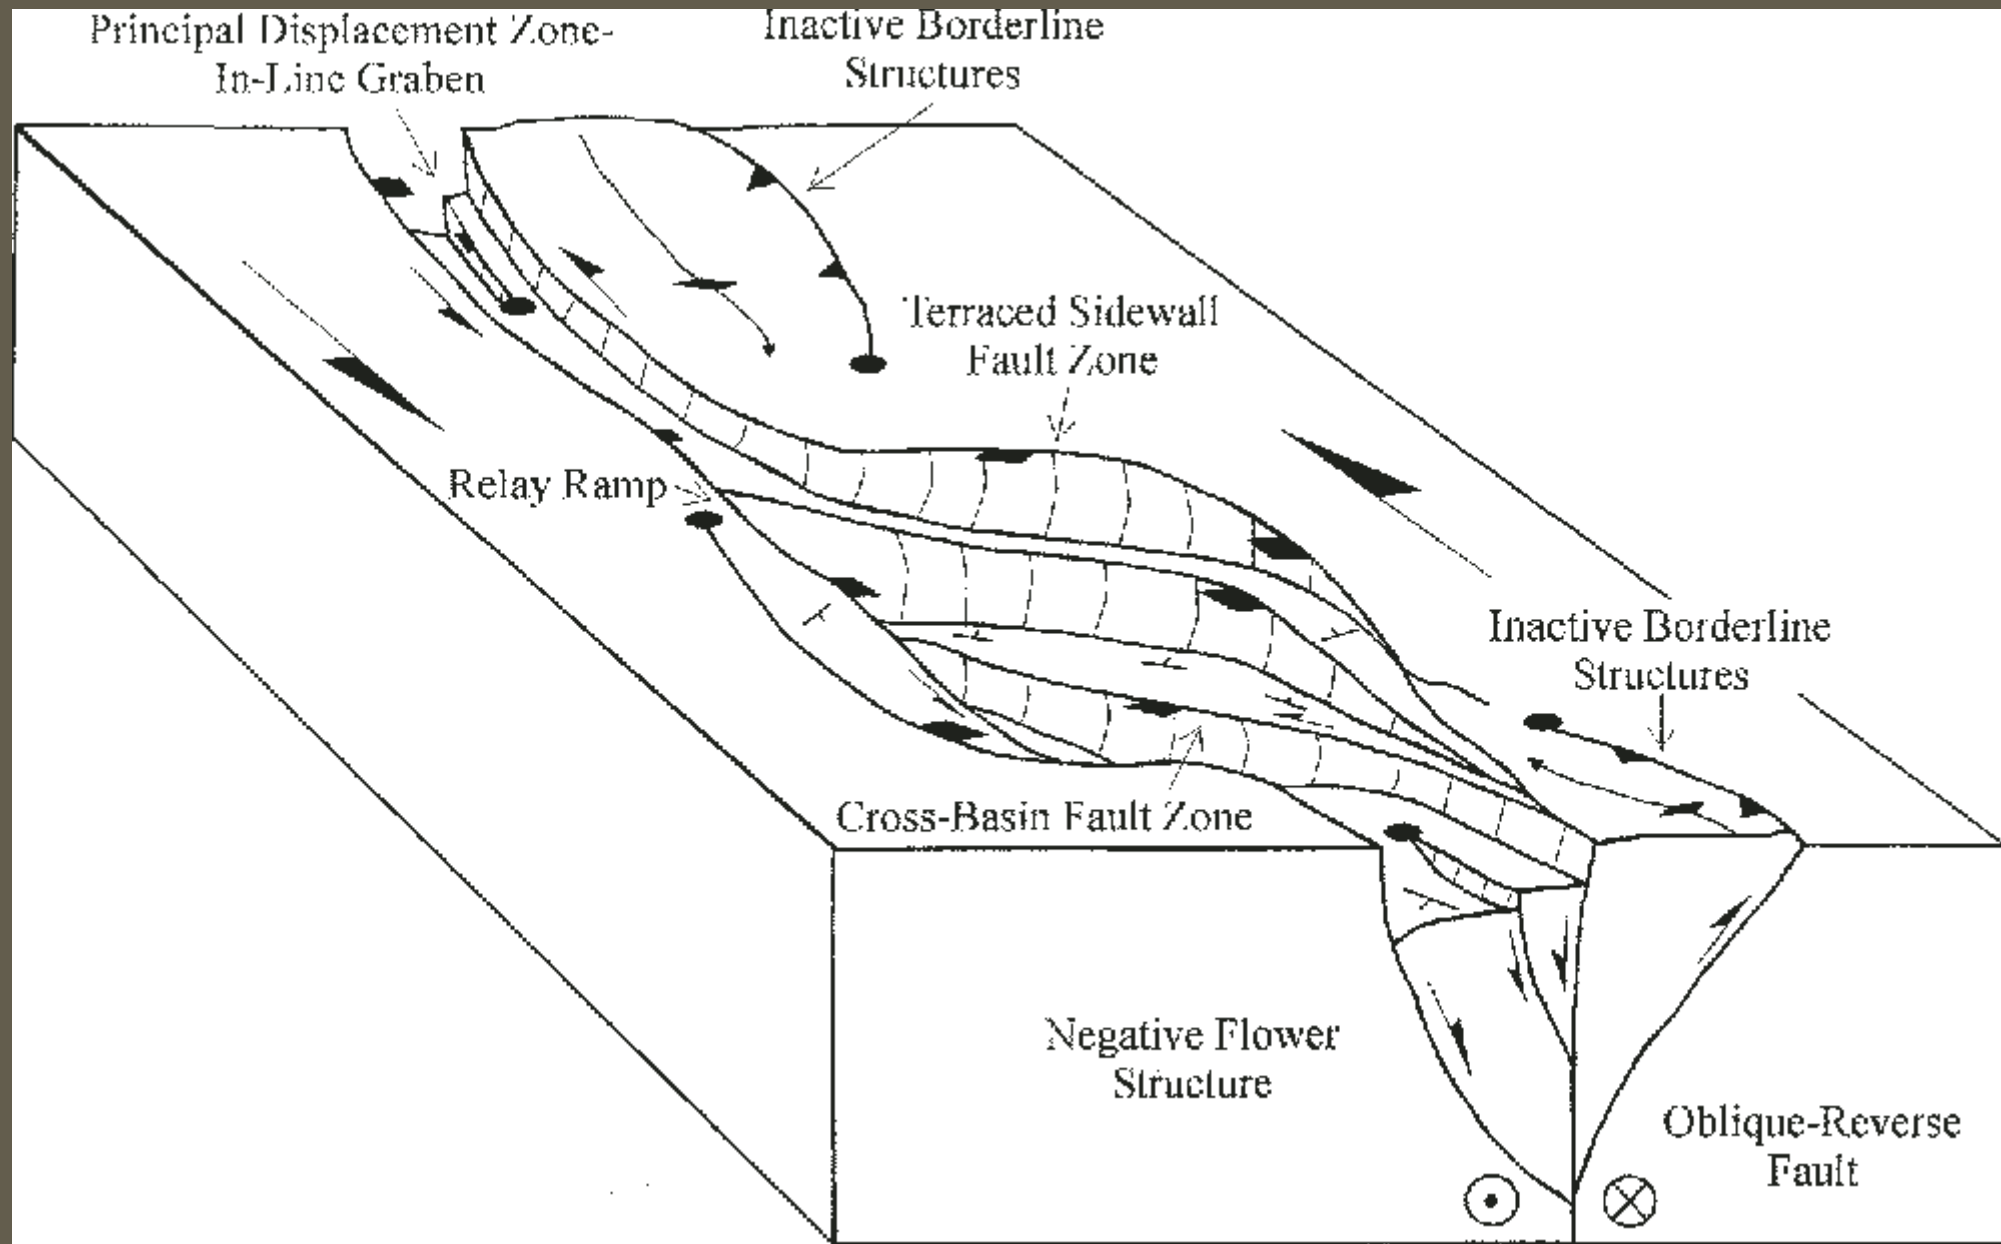 Principal Displacement Zone-
In-Line Graben
Inactive Borderline
Structures
Terraced Sidewall
Fault Zone
Relay Ramp
Inactive Borderline
Structures
Cross-Basin Fault Zone
Negative Flower
Structure
Oblique-Reverse
Fault